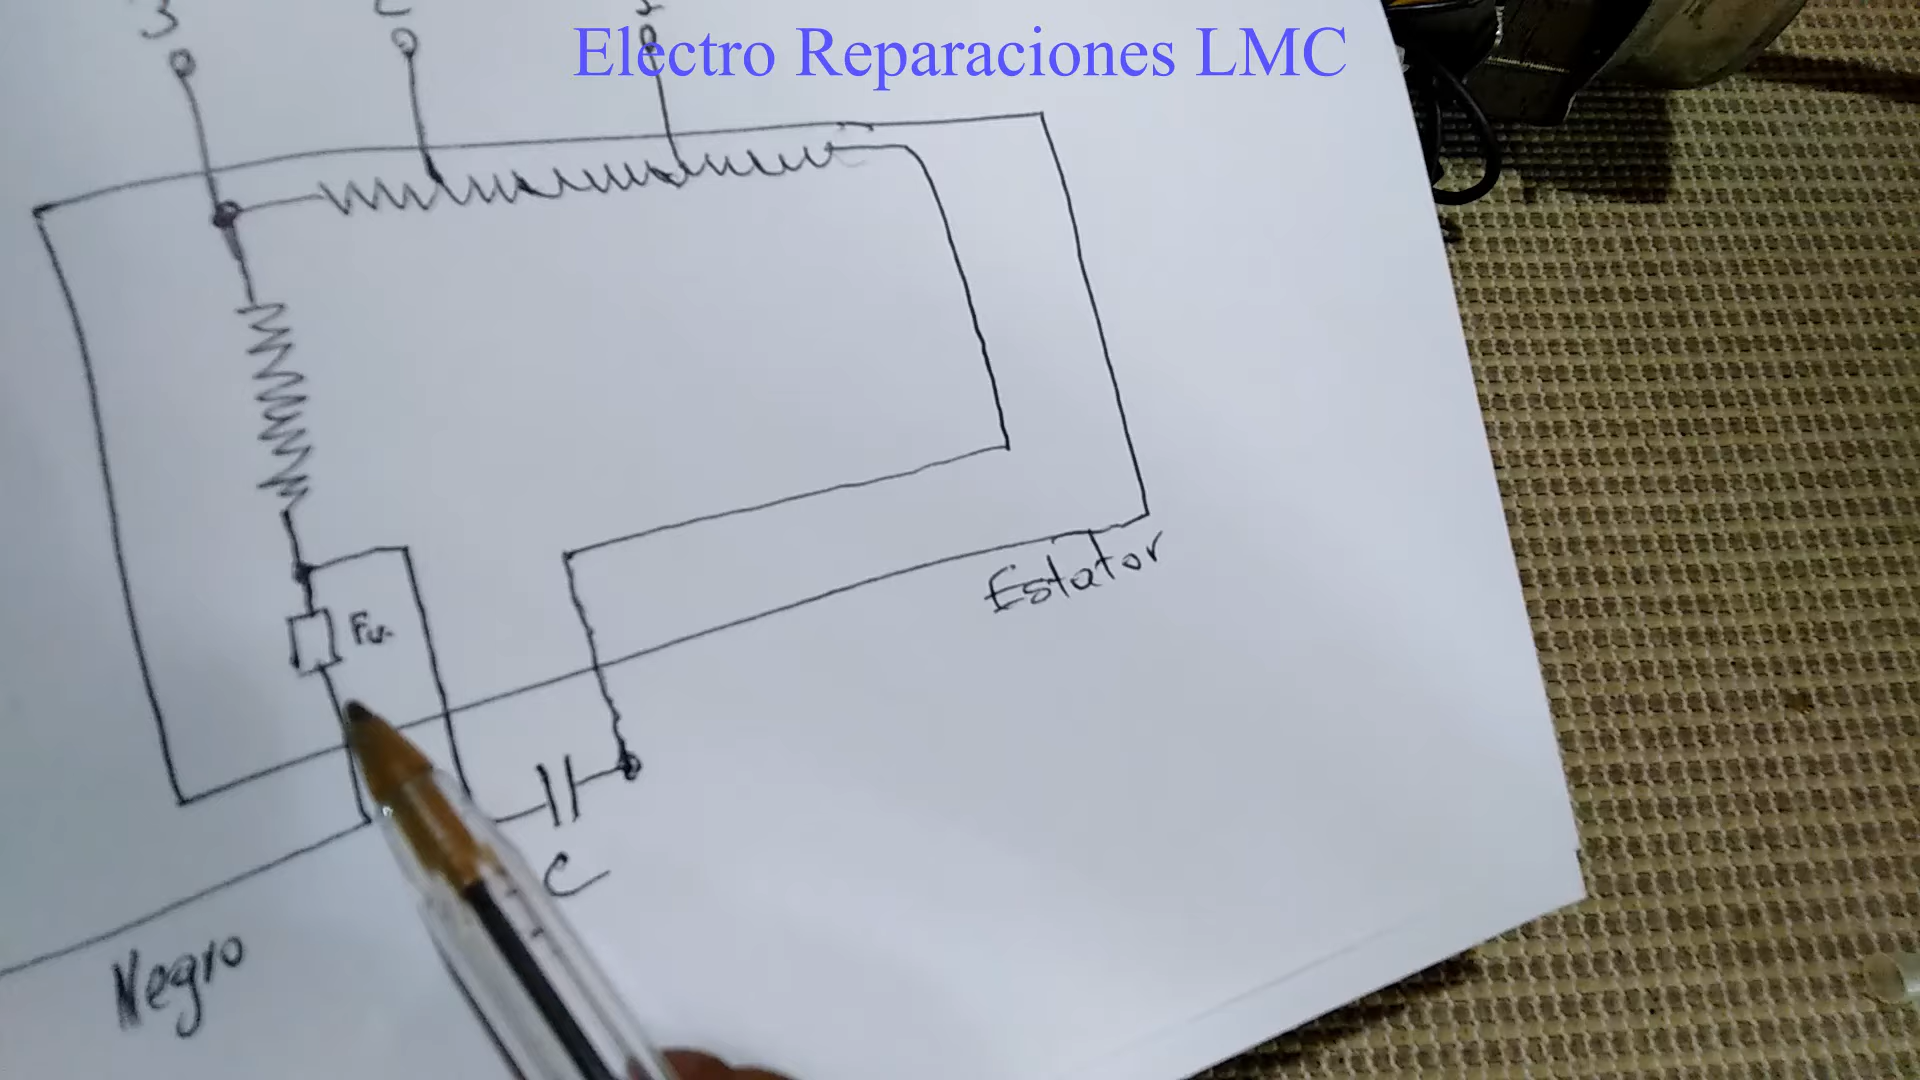 Electro Reparaciones LMC
3
Estator
Fu.
C
Negro